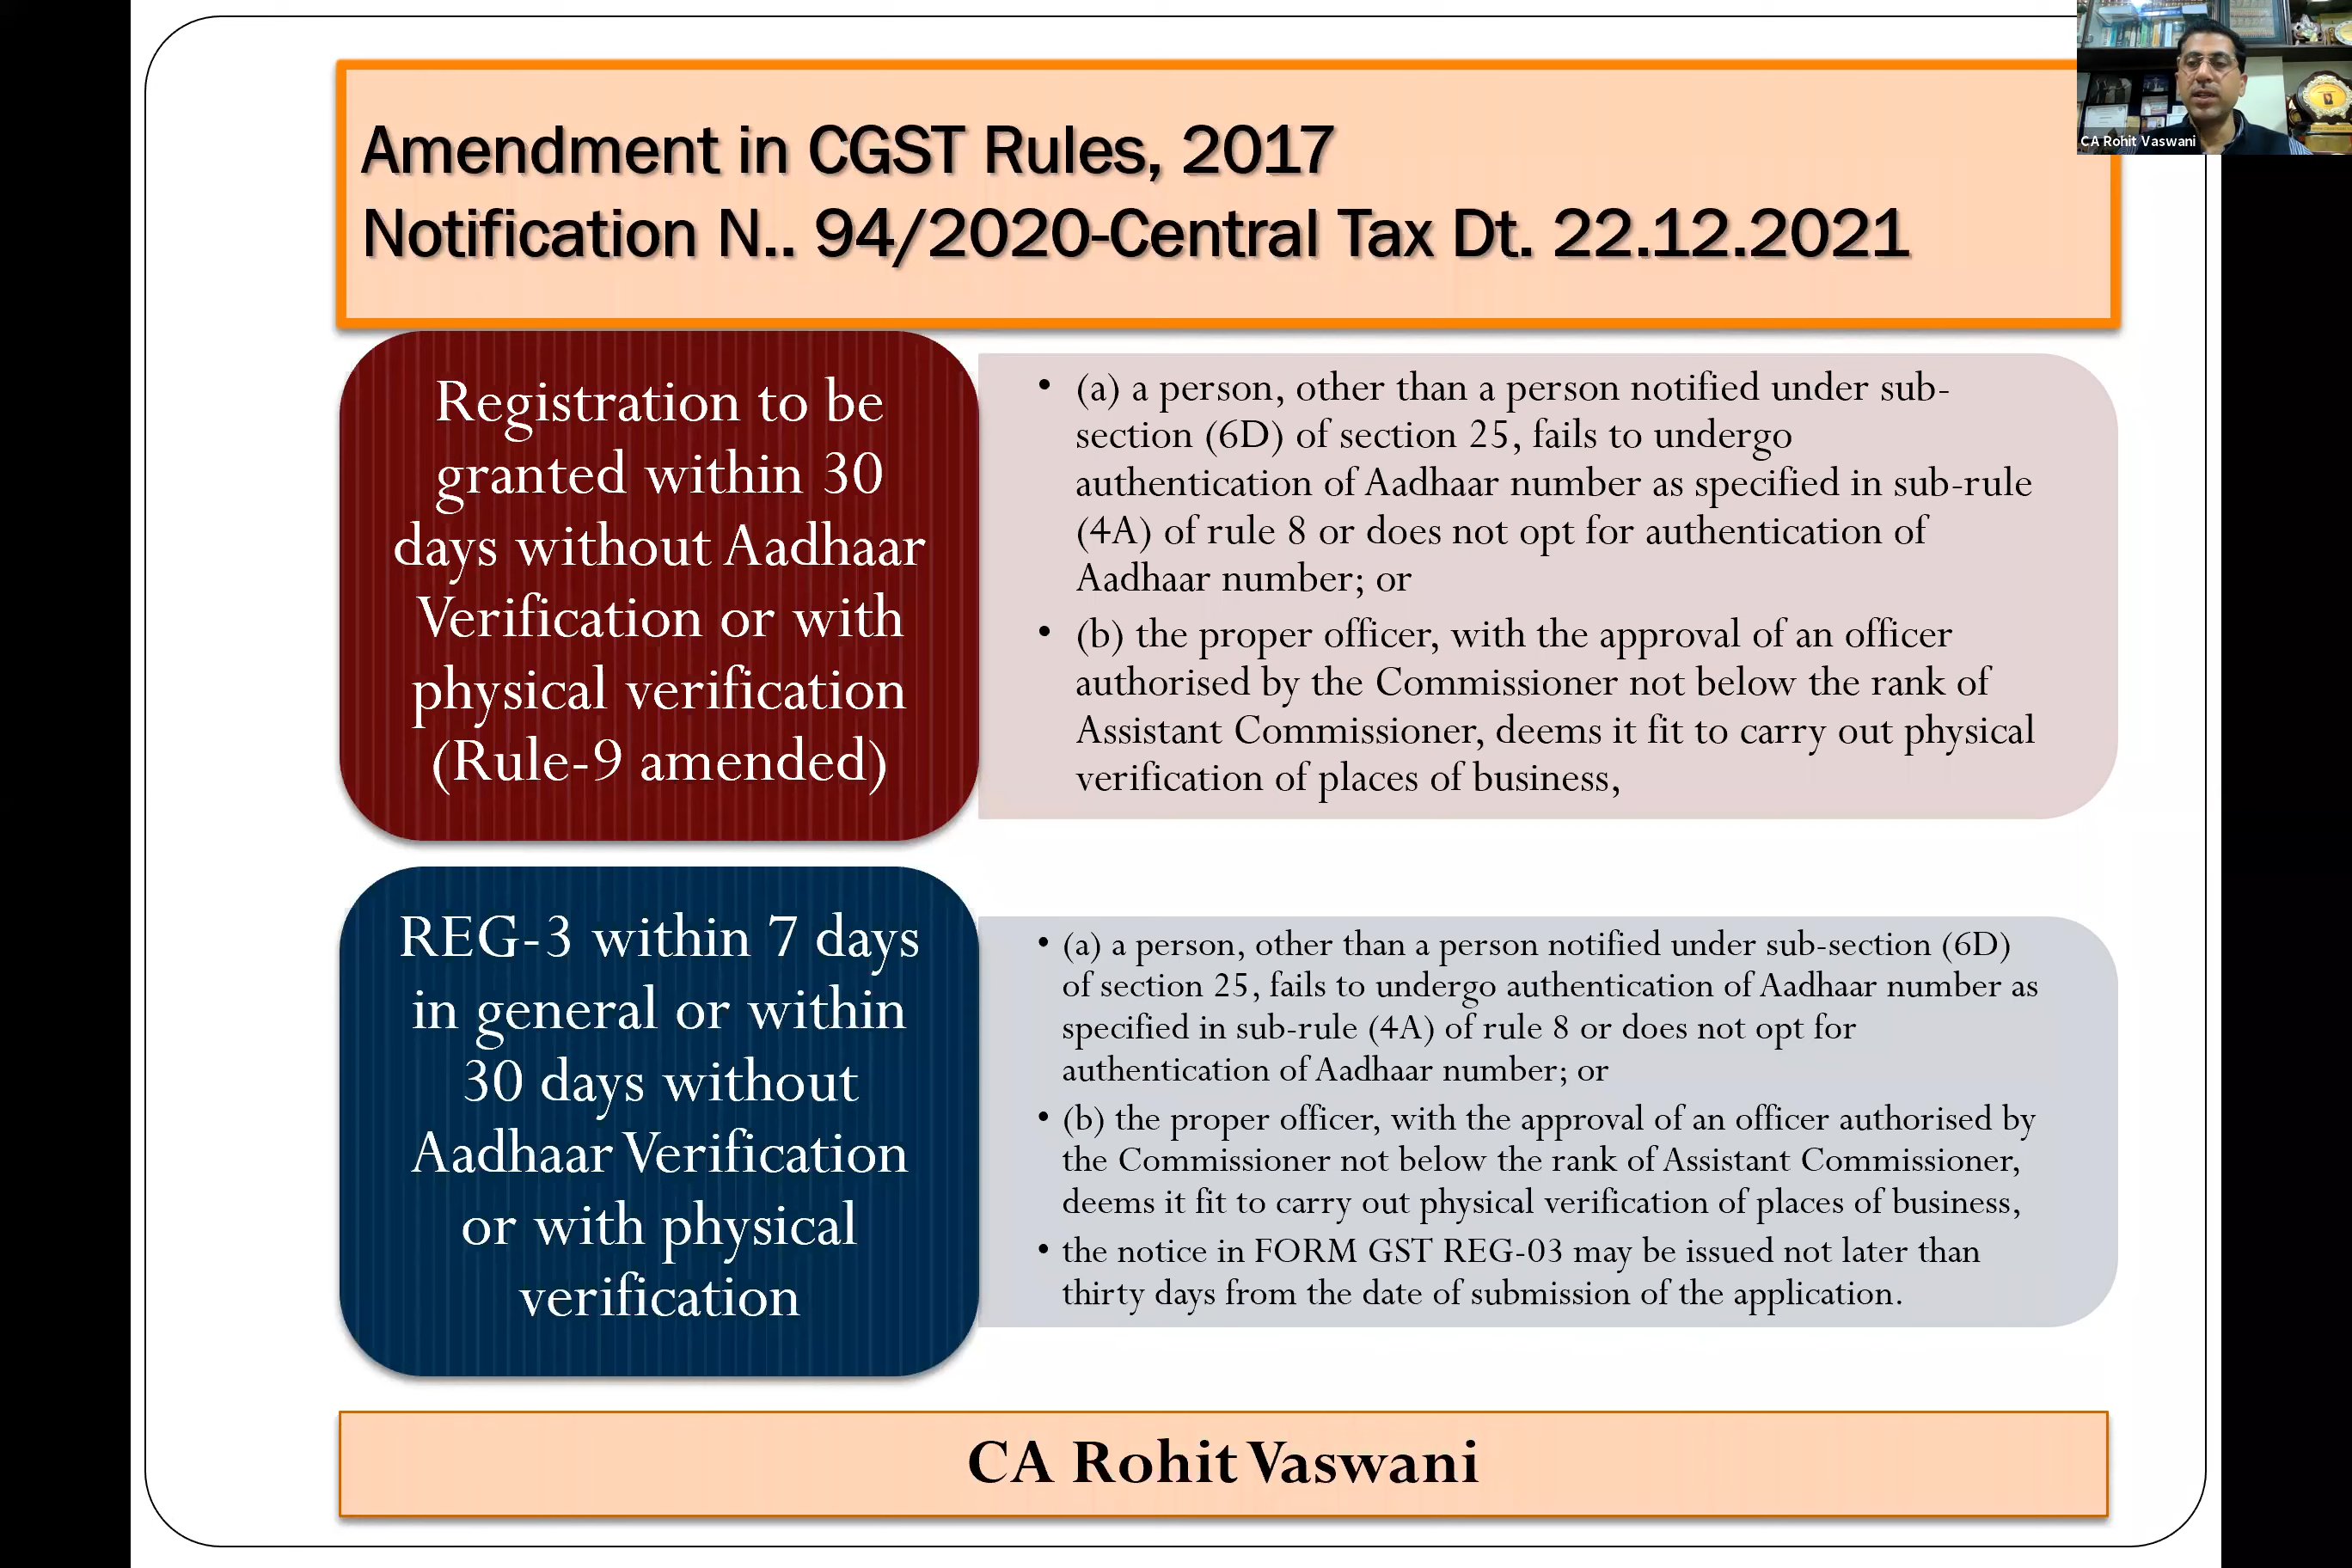 Amendment in CGST Rules, 2017
Notification N.. 94/2020-Central Tax Dt. 22.12.2021
CA Rohit Vaswani
Registration to be
granted within 30
days without Aadhaar
Verification or with
physical verification
(Rule-9 amended)
• (a) a person, other than a person notified under sub-
section (6D) of section 25, fails to undergo
authentication of Aadhaar number as specified in sub-rule
(4A) of rule 8 or does not opt for authentication of
Aadhaar number; or
• (b) the proper officer, with the approval of an officer
authorised by the Commissioner not below the rank of
Assistant Commissioner, deems it fit to carry out physical
verification of places of business,
REG-3 within 7 days
in general or within
30 days without
Aadhaar Verification
or with physical
verification
• (a) a person, other than a person notified under sub-section (6D)
of section 25, fails to undergo authentication of Aadhaar number as
specified in sub-rule (4A) of rule 8 or does not opt for
authentication of Aadhaar number; or
• (b) the proper officer, with the approval of an officer authorised by
the Commissioner not below the rank of Assistant Commissioner,
deems it fit to carry out physical verification of places of business,
• the notice in FORM GST REG-03 may be issued not later than
thirty days from the date of submission of the application.
CA Rohit Vaswani